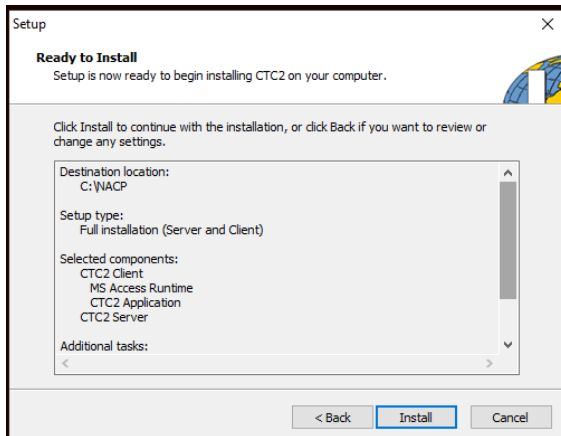 Setup
Ready to Install
Setup is now ready to begin installing CTC2 on your computer.
Click Install to continue with the installation, or click Back if you want to review or
change any settings.
Destination location:
C:\NACP
Setup type:
Full installation (Server and Client)
Selected components:
CTC2 Client
MS Access Runtime
CTC2 Application
CTC2 Server
Additional tasks:
< Back
Install
Cancel